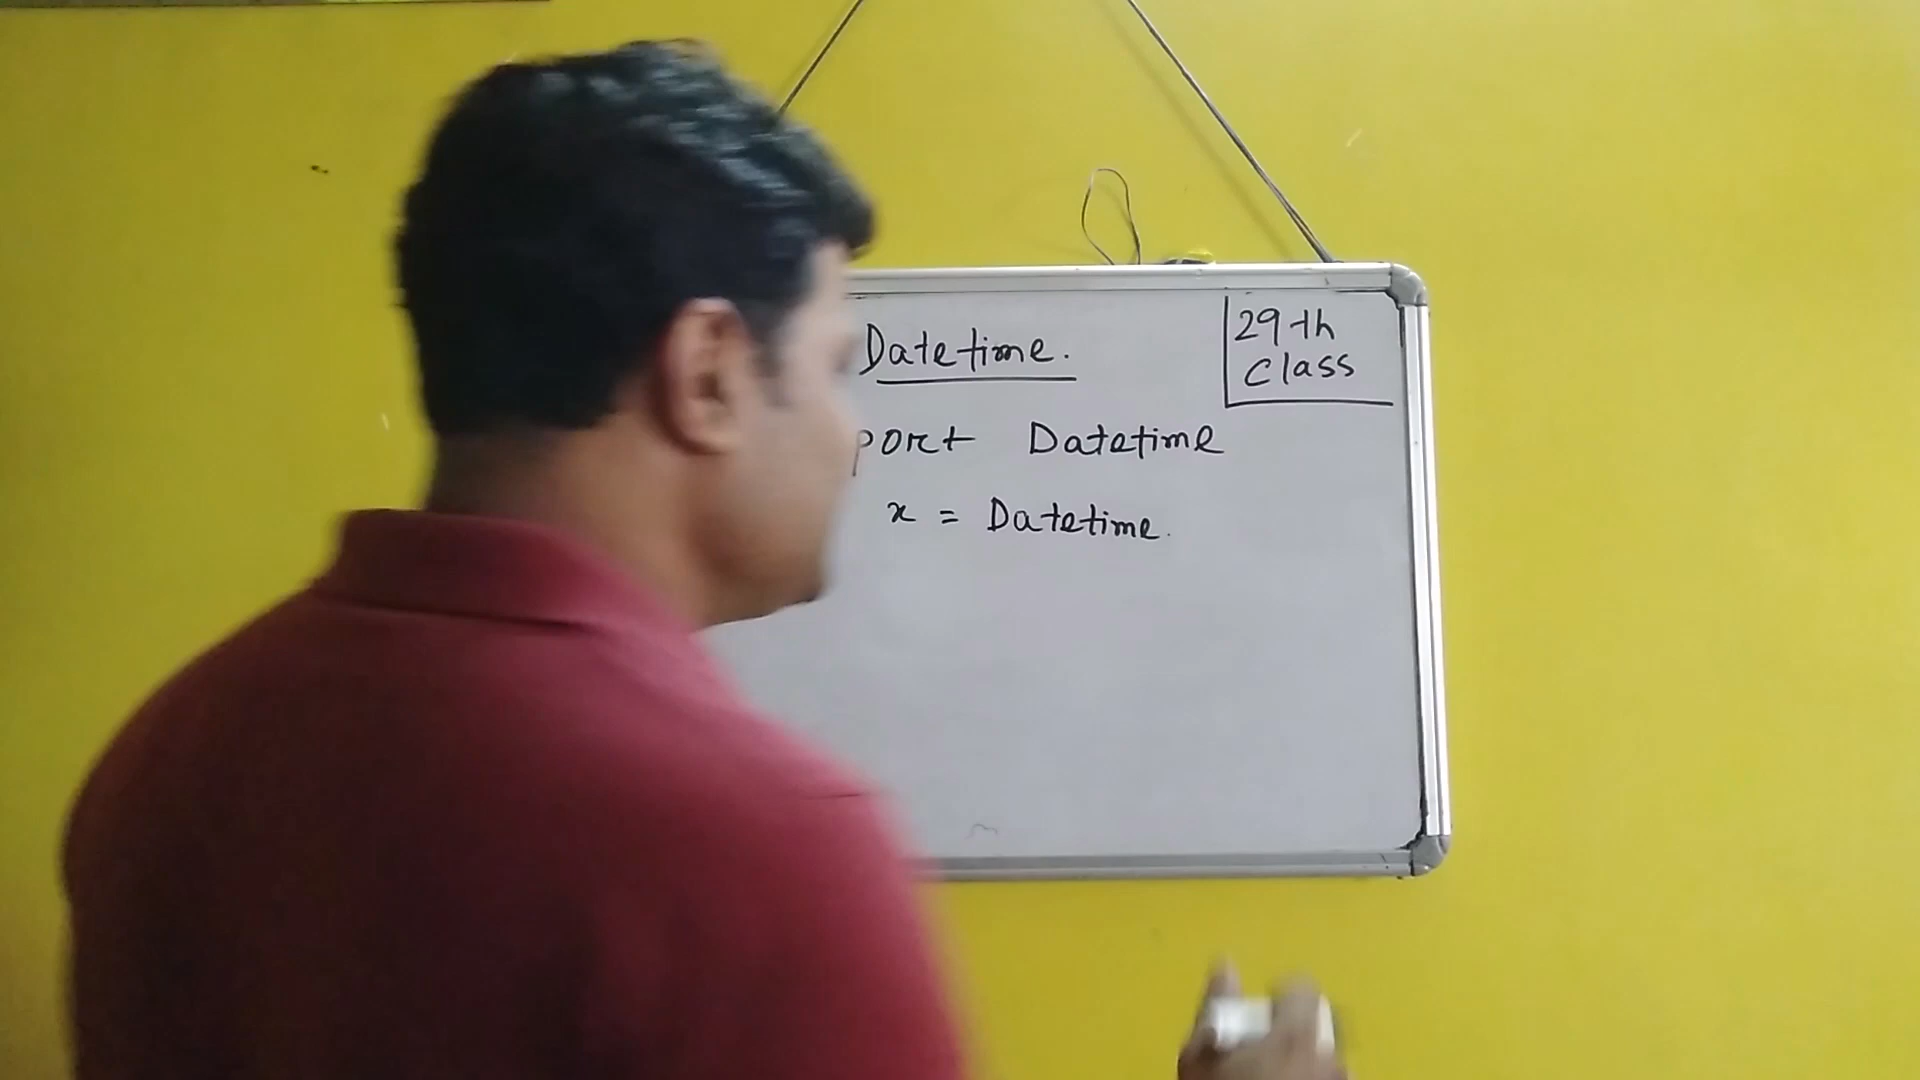 Datetime.
29th
class
port Datetime
x = Datetime.